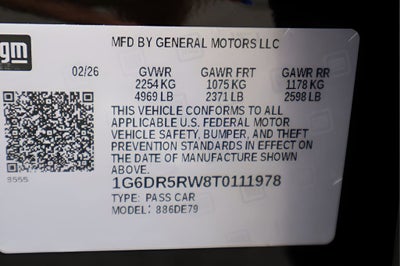 gm
MFD BY GENERAL MOTORS LLC
02/26 GVWR GAWR FRT GAWR RR
2254 KG 1075 KG 1178 KG
4969 LB 2371 LB 2598 LB
THIS VEHICLE CONFORMS TO ALL
APPLICABLE U.S. FEDERAL MOTOR
VEHICLE SAFETY, BUMPER, AND THEFT
PREVENTION STANDARDS IN EFFECT ON
THE DATE OF MANUFACTURE SHOWN
ABOVE.
9555
1G6DR5RW8T0111978
TYPE: PASS CAR
MODEL: 886DE79